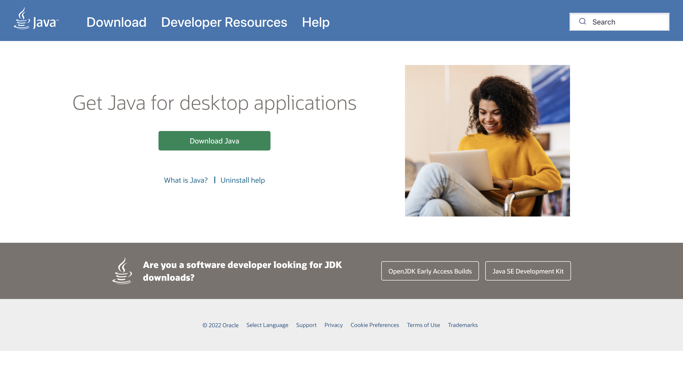 Java™
Download
Developer Resources
Help
Search
Get Java for desktop applications
Download Java
What is Java?
Uninstall help
Are you a software developer looking for JDK
downloads?
OpenJDK Early Access Builds
Java SE Development Kit
© 2022 Oracle
Select Language
Support
Privacy
Cookie Preferences
Terms of Use
Trademarks